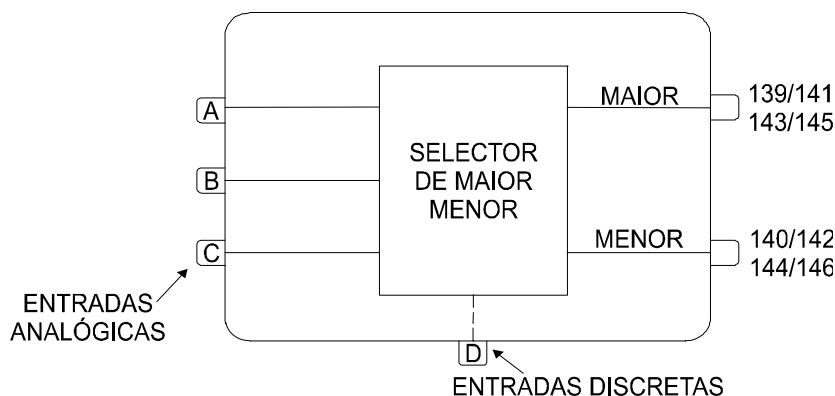 A
B
C
SELECTOR
DE MAIOR
MENOR
MAIOR
139/141
143/145
MENOR
140/142
144/146
ENTRADAS
ANALÓGICAS
D
ENTRADAS DISCRETAS